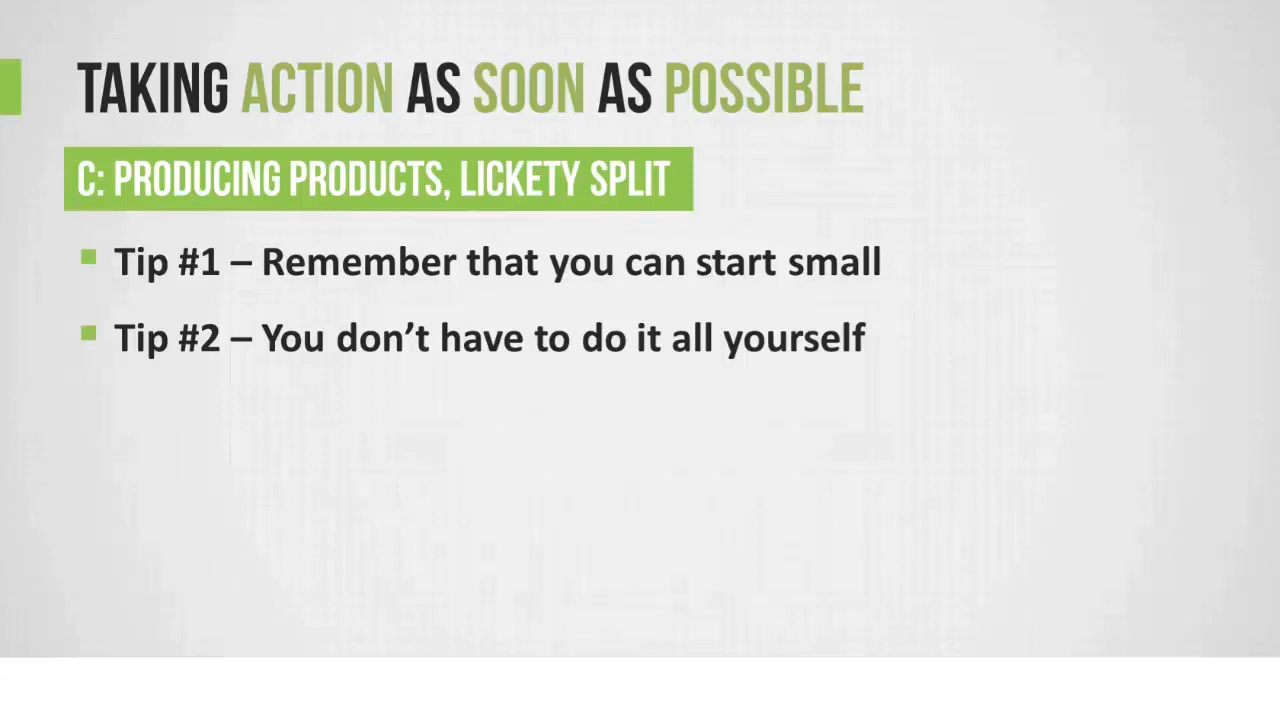 TAKING ACTION AS SOON AS POSSIBLE
C: PRODUCING PRODUCTS, LICKETY SPLIT
Tip #1 – Remember that you can start small
Tip #2 – You don’t have to do it all yourself